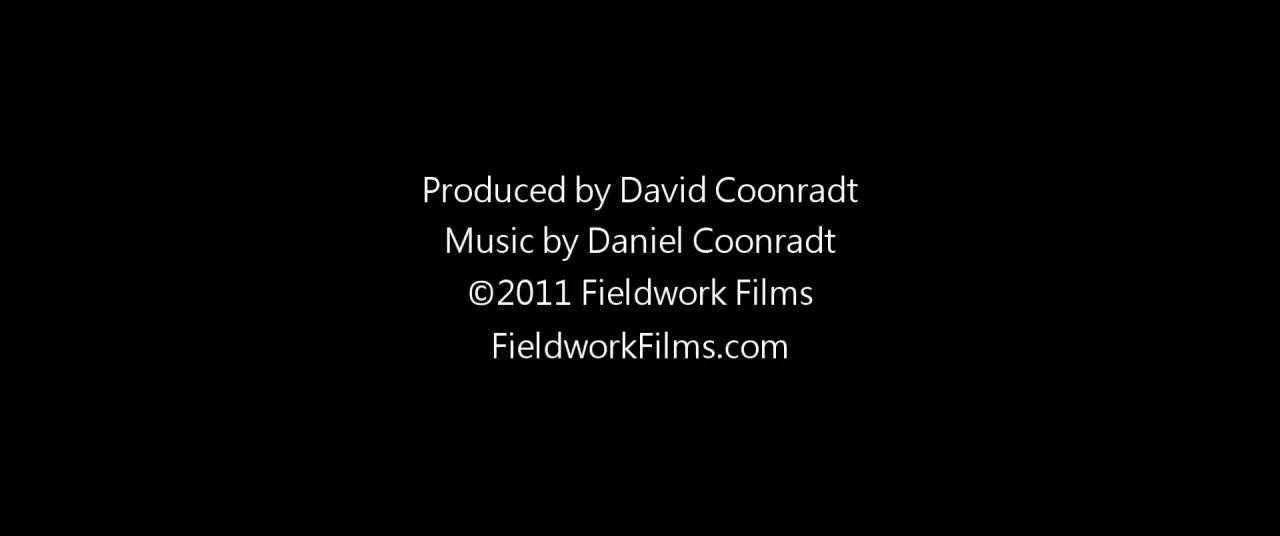 Produced by David Coonradt
Music by Daniel Coonradt
©2011 Fieldwork Films
FieldworkFilms.com